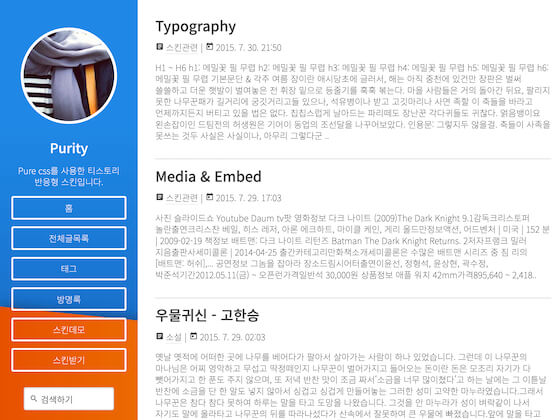 Purity
Pure css를 사용한 티스토리
반응형 스킨입니다.
홈
전체글목록
태그
방명록
스킨데모
스킨받기
검색하기
Typography
스킨관련 | 2015. 7. 30. 21:50
H1 ~ H6 h1: 메밀꽃 필 무렵 h2: 메밀꽃 필 무렵 h3: 메밀꽃 필 무렵 h4: 메밀꽃 필 무렵 h5: 메밀꽃 필 무렵 h6:
메밀꽃 필 무렵 기본문단 & 각주 여름 장이란 애시당초에 글러서, 해는 아직 중천에 있건만 장판은 벌써
쓸쓸하고 더운 햇발이 벌여놓은 전 휘장 밑으로 등줄기를 훅훅 볶는다. 마을 사람들은 거의 돌아간 뒤요, 팔리지
못한 나무꾼패가 길거리에 궁깃거리고들 있으나, 석유병이나 받고 고깃마리나 사면 족할 이 축들을 바라고
언제까지든지 버티고 있을 법은 없다. 칩칩스럽게 날아드는 파리떼도 장난꾼 각다귀들도 귀찮다. 얽둠뱅이요
왼손잡이인 드팀전의 허생원은 기어이 동업의 조선달을 나꾸어보았다. 인용문: 그렇지두 않을걸. 축들이 사족을
못쓰는 것두 사실은 사실이나, 아무리 그렇다군 ..
Media & Embed
스킨관련 | 2015. 7. 29. 17:03
사진 슬라이드쇼 Youtube Daum tv팟 영화정보 다크 나이트 (2009)The Dark Knight 9.1감독크리스토퍼
놀란출연크리스찬 베일, 히스 레저, 아론 에크하트, 마이클 케인, 게리 올드만정보액션, 어드벤처 | 미국 | 152 분
| 2009-02-19 책정보 배트맨: 다크 나이트 리턴즈 Batman The Dark Knight Returns. 2저자프랭크 밀러
지음출판사세미콜론 | 2014-04-25 출간카테고리만화책소개세미콜론은 수많은 배트맨 시리즈 중 짐 리의
[배트맨: 허쉬],... 공연정보 그놈을 잡아라 장소드림시어터출연이윤선, 정형석, 윤상현, 곽수정,
박준석기간2012.05.11(금) ~ 오픈런가격일반석 30,000원 상품정보 애플 워치 42mm가격895,640 ~ 2,418..
우물귀신 - 고한승
소설 | 2015. 7. 29. 02:03
옛날 옛적에 어떠한 곳에 나무를 베어다가 팔아서 살아가는 사람이 하나 있었습니다. 그런데 이 나무꾼의
마나님은 어찌 영악하고 무섭고 딱정떼인지 나무꾼이 벌어가지고 들어오는 돈이란 돈은 모조리 자기가 다
뺏어가지고 한 푼도 주지 않으며, 또 저녁 반찬 맛이 조금 짜서'소금을 너무 많이쳤다'고 하는 날에는 그 이튿날
반찬에 소금을 단 한 알도 넣지 않아서 싱겁고 싱겁게 만들어놓는 그러한 성미 고약한 마누라였습니다.그래서
나무꾼은 참다 참다 못하여 하루는 말을 타고 도망을 나왔습니다. 그것을 안 마누라가 성이 벼락같이 나서
자기도 말에 올라타고 나무꾼의 뒤를 따라나섰다가 산속에서 잘못하여 큰 우물에 빠졌습니다.앞에 말을 타고